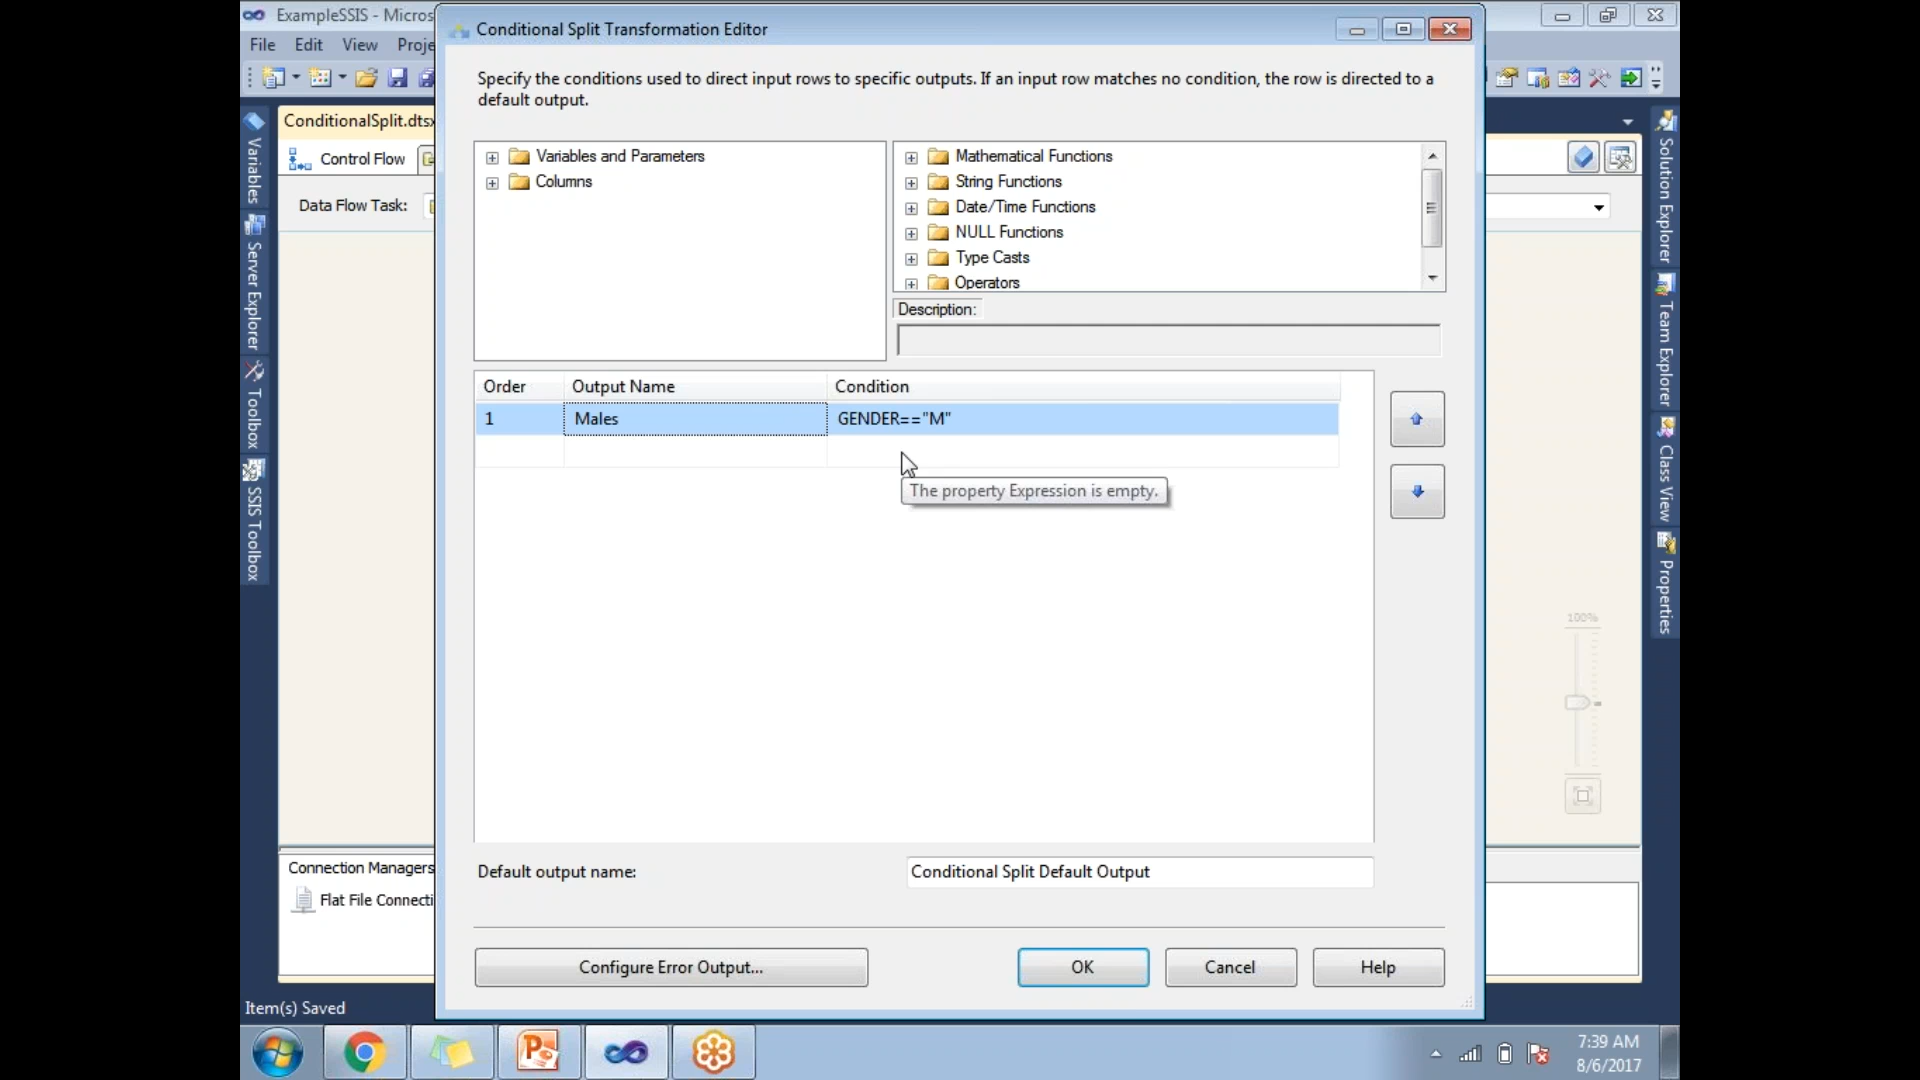 ExampleSSIS - Micros
Conditional Split Transformation Editor
File Edit View Proje
Specify the conditions used to direct input rows to specific outputs. If an input row matches no condition, the row is directed to a
default output.
ConditionalSplit.dtsx
Control Flow
Data Flow Task:
Variables
Server Explorer
Toolbox
SSIS Toolbox
Variables and Parameters
Columns
Mathematical Functions
String Functions
Date/Time Functions
NULL Functions
Type Casts
Operators
Description:
Order Output Name Condition
1 Males GENDER=="M"
The property Expression is empty.
Solution Explorer
Team Explorer
Class View
Properties
100%
Default output name: Conditional Split Default Output
Connection Managers
Flat File Connecti
Configure Error Output... OK Cancel Help
Item(s) Saved
7:39 AM
8/6/2017